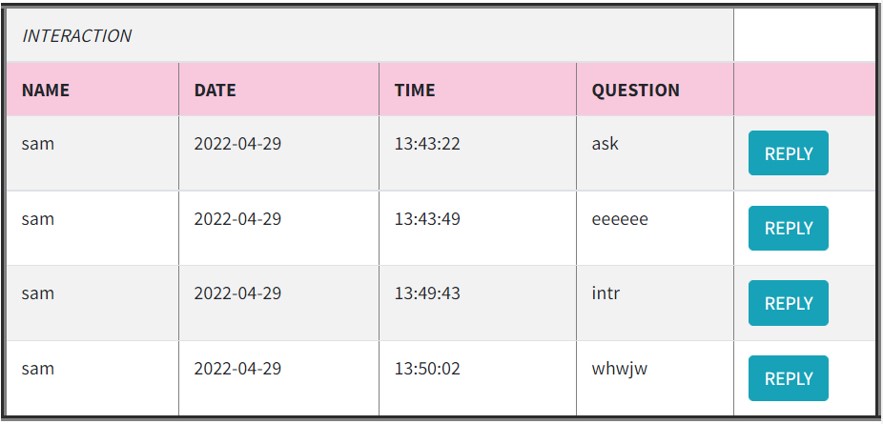 INTERACTION
NAME DATE TIME QUESTION
sam 2022-04-29 13:43:22 ask REPLY
sam 2022-04-29 13:43:49 eeeeee REPLY
sam 2022-04-29 13:49:43 intr REPLY
sam 2022-04-29 13:50:02 whwjw REPLY